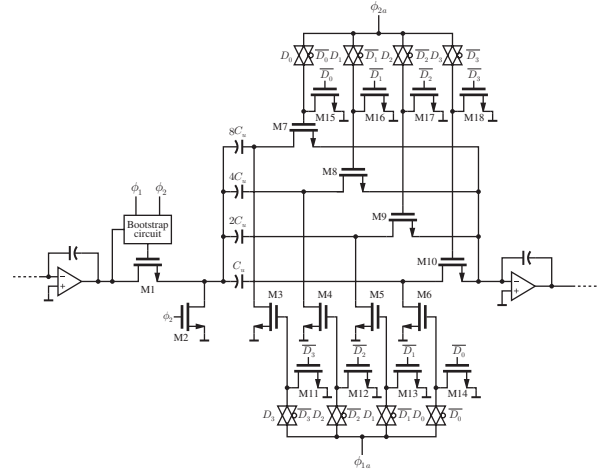 ϕ2a
D0 D̅0 D1 D̅1 D2 D̅2 D3 D̅3
D̅0 D̅1 D̅2 D̅3
M15 M16 M17 M18
8Cu M7
4Cu M8
ϕ1 ϕ2 2Cu M9
Bootstrap
circuit
Cu M10
− + M1 − +
ϕ2 M2 M3 M4 M5 M6
D̅3 D̅2 D̅1 D̅0
M11 M12 M13 M14
D3 D̅3 D2 D̅2 D1 D̅1 D0 D̅0
ϕ1a